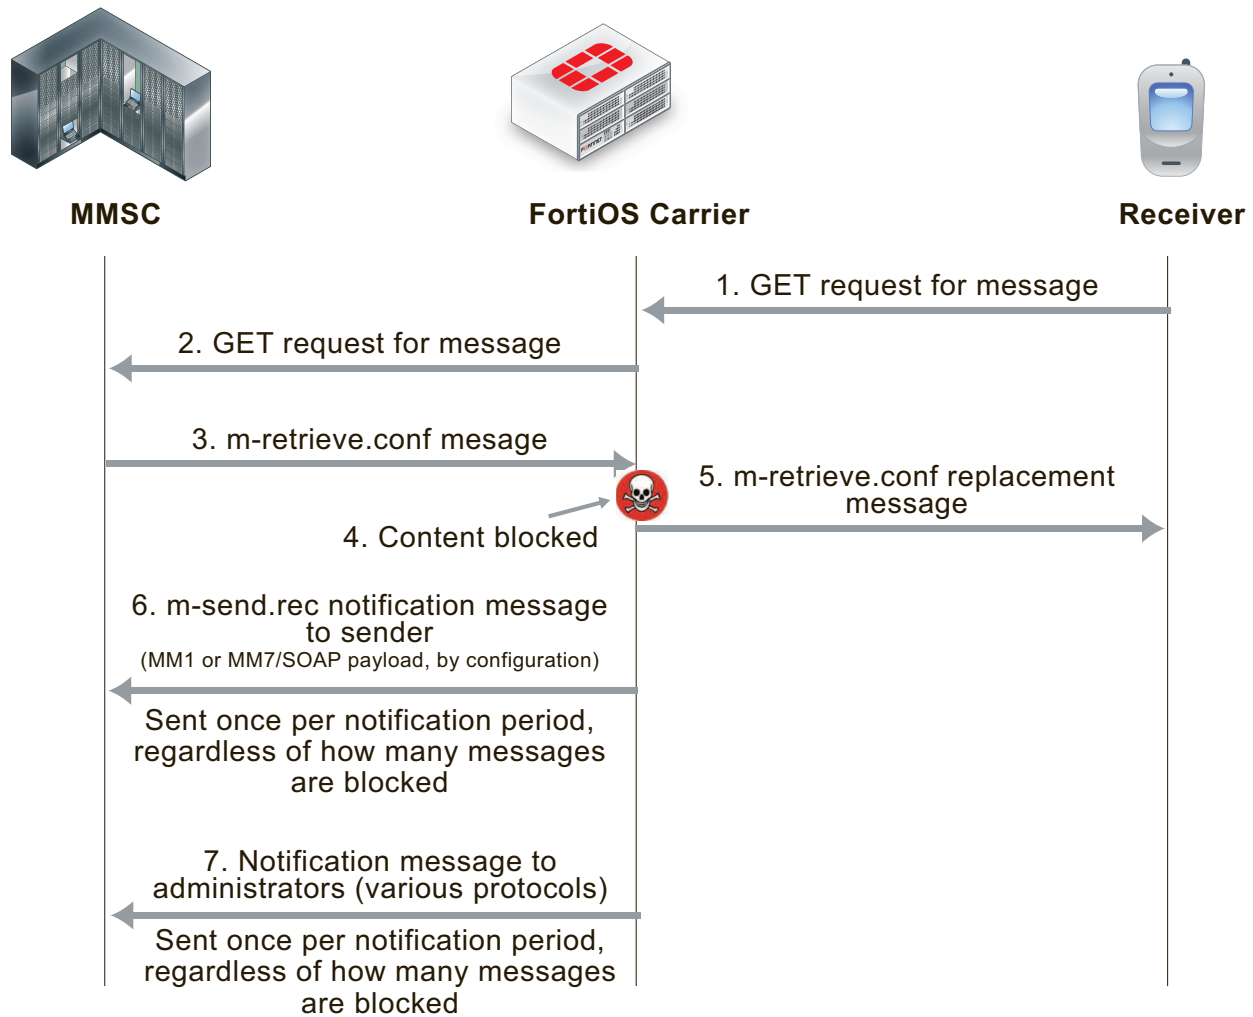 MMSC
FortiOS Carrier
Receiver
1. GET request for message
2. GET request for message
3. m-retrieve.conf mesage
5. m-retrieve.conf replacement
message
4. Content blocked
6. m-send.rec notification message
to sender
(MM1 or MM7/SOAP payload, by configuration)
Sent once per notification period,
regardless of how many messages
are blocked
7. Notification message to
administrators (various protocols)
Sent once per notification period,
regardless of how many messages
are blocked